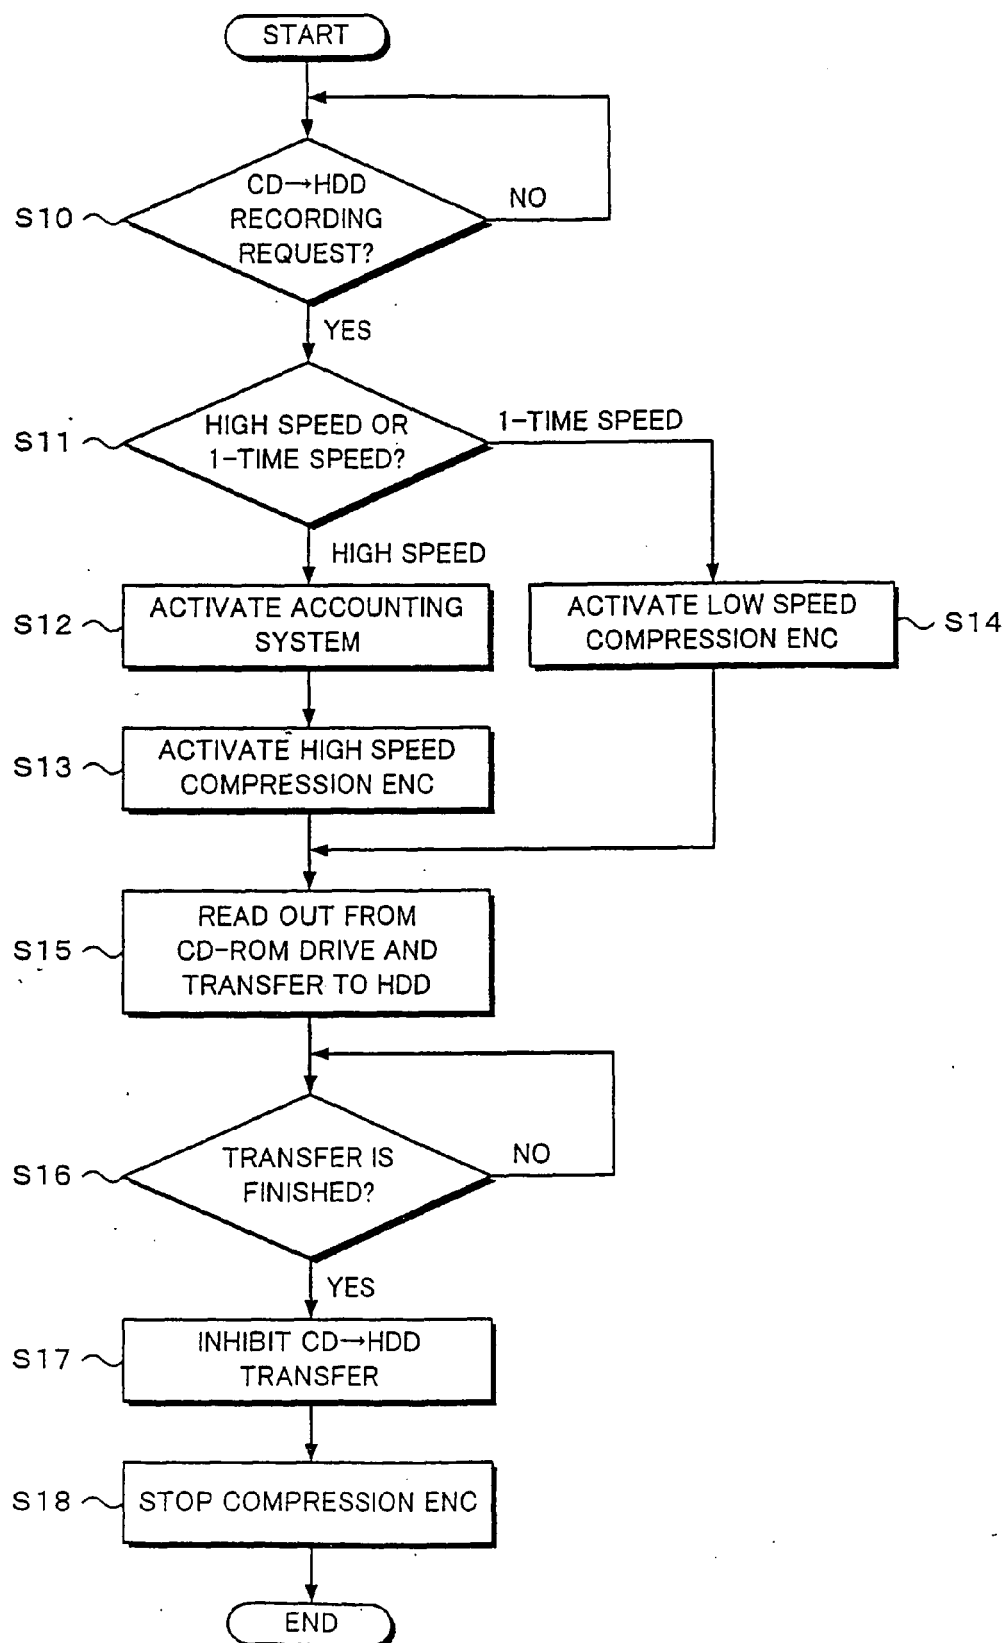 START
CD→HDD
RECORDING
REQUEST?
S10
NO
YES
HIGH SPEED OR
1-TIME SPEED?
S11
1-TIME SPEED
HIGH SPEED
S12
ACTIVATE ACCOUNTING
SYSTEM
ACTIVATE LOW SPEED
COMPRESSION ENC
S14
S13
ACTIVATE HIGH SPEED
COMPRESSION ENC
S15
READ OUT FROM
CD-ROM DRIVE AND
TRANSFER TO HDD
S16
TRANSFER IS
FINISHED?
NO
YES
S17
INHIBIT CD→HDD
TRANSFER
S18
STOP COMPRESSION ENC
END